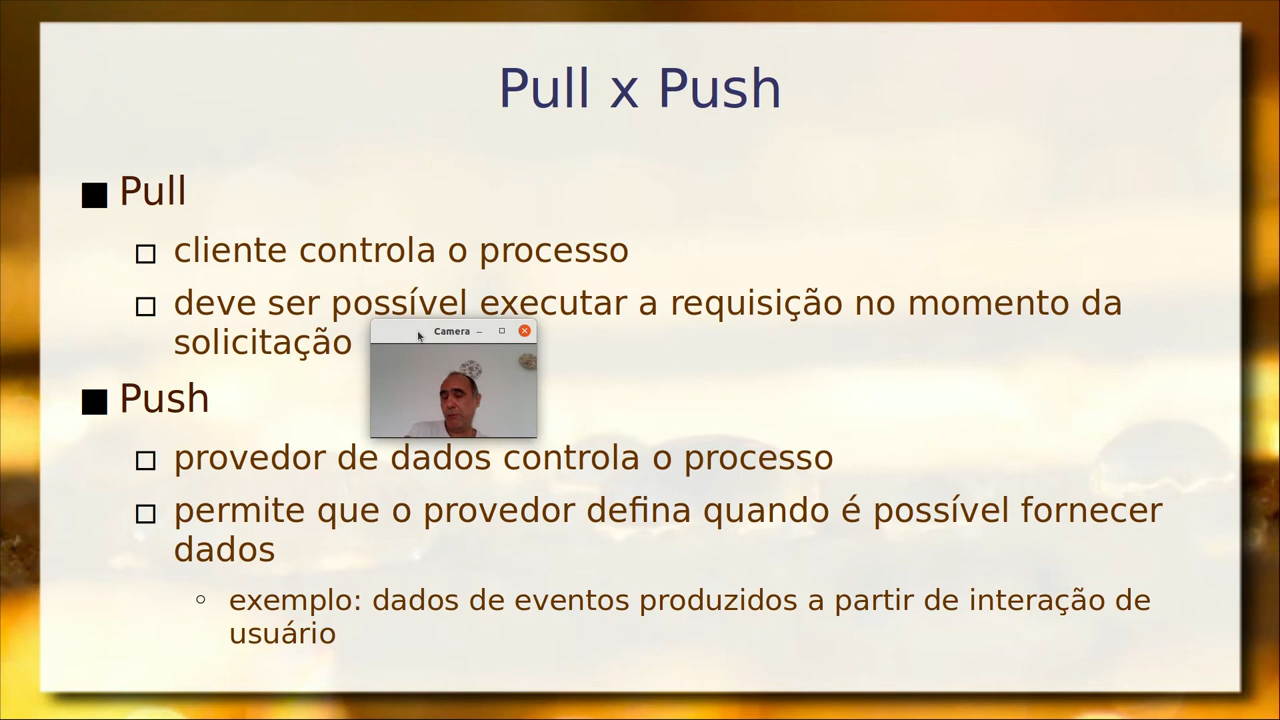 Pull x Push
Pull
cliente controla o processo
deve ser possível executar a requisição no momento da
solicitação
Camera
Push
provedor de dados controla o processo
permite que o provedor defina quando é possível fornecer
dados
exemplo: dados de eventos produzidos a partir de interação de
usuário